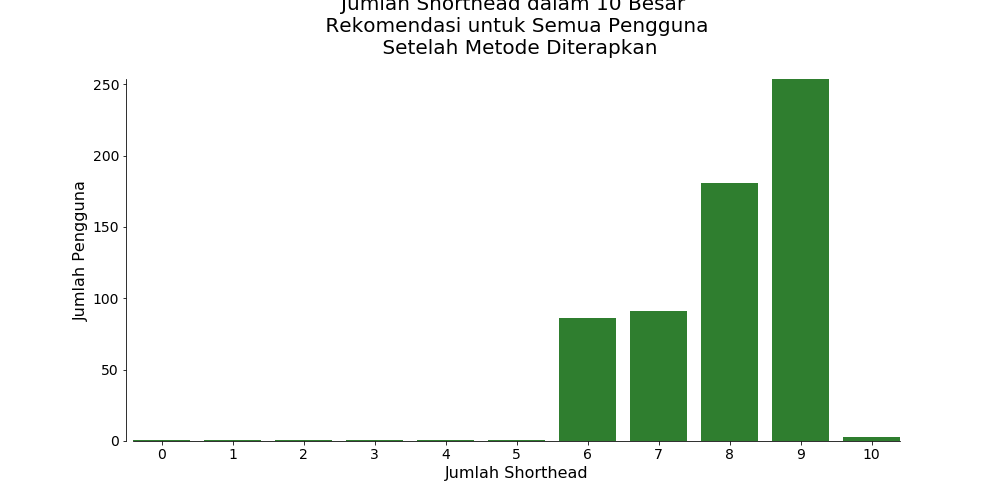 Jumlah Shorthead dalam 10 Besar
Rekomendasi untuk Semua Pengguna
Setelah Metode Diterapkan
250
200
150
100
50
0
Jumlah Pengguna
0 1 2 3 4 5 6 7 8 9 10
Jumlah Shorthead